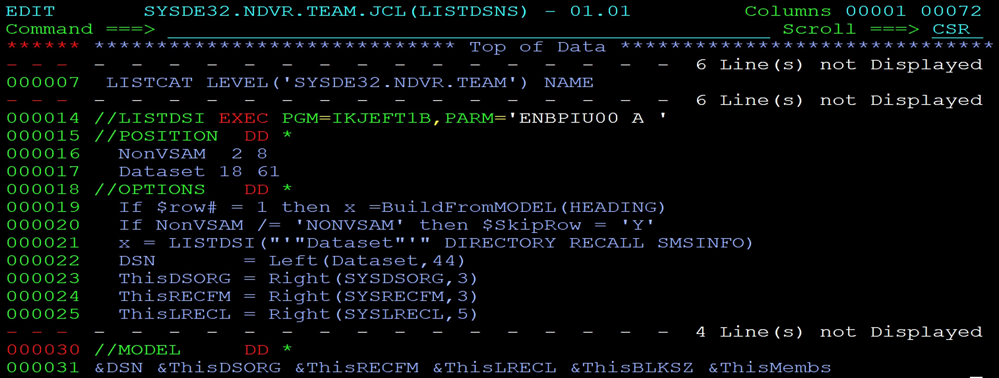 EDIT       SYSDE32.NDVR.TEAM.JCL(LISTDSNS) - 01.01         Columns 00001 00072
Command ===>                                                  Scroll ===> CSR
****** ***************************** Top of Data ******************************
- - -  -  -  -  -  -  -  -  -  -  -  -  -  -  -  -  -  6 Line(s) not Displayed
000007  LISTCAT LEVEL('SYSDE32.NDVR.TEAM') NAME
- - -  -  -  -  -  -  -  -  -  -  -  -  -  -  -  -  -  6 Line(s) not Displayed
000014 //LISTDSI EXEC PGM=IKJEFT1B,PARM='ENBPIU00 A '
000015 //POSITION  DD *
000016   NonVSAM  2 8
000017   Dataset 18 61
000018 //OPTIONS   DD *
000019   If $row# = 1 then x =BuildFromMODEL(HEADING)
000020   If NonVSAM /= 'NONVSAM' then $SkipRow = 'Y'
000021   x = LISTDSI("'"Dataset"'" DIRECTORY RECALL SMSINFO)
000022   DSN       = Left(Dataset,44)
000023   ThisDSORG = Right(SYSDSORG,3)
000024   ThisRECFM = Right(SYSRECFM,3)
000025   ThisLRECL = Right(SYSLRECL,5)
- - -  -  -  -  -  -  -  -  -  -  -  -  -  -  -  -  -  4 Line(s) not Displayed
000030 //MODEL     DD *
000031 &DSN &ThisDSORG &ThisRECFM &ThisLRECL &ThisBLKSZ &ThisMembs